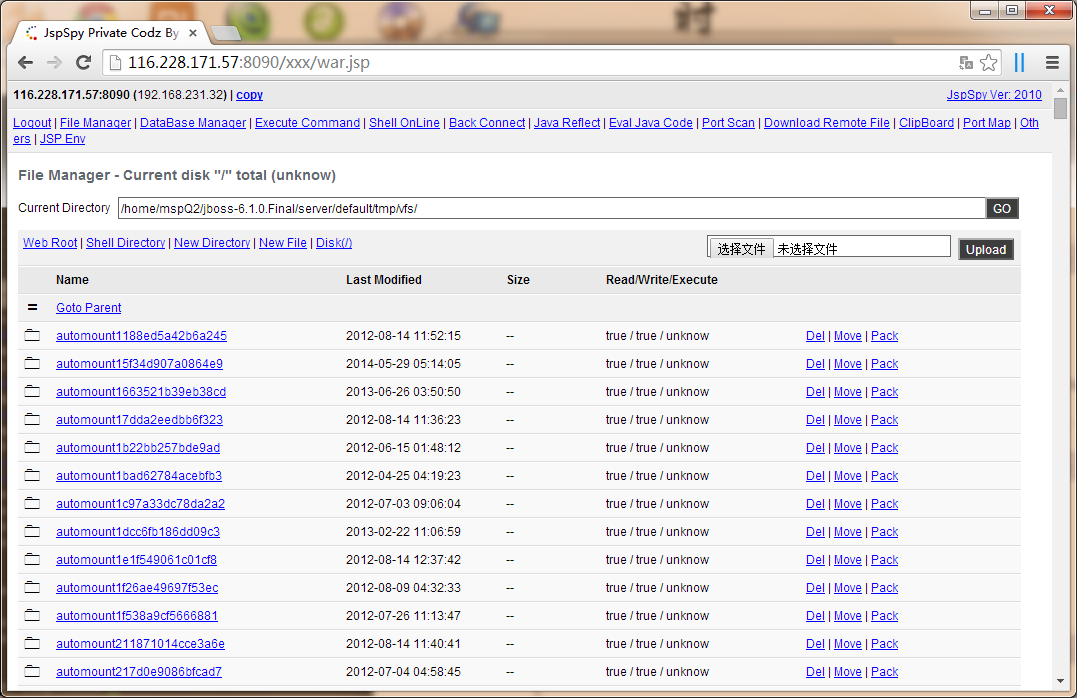 对
JspSpy Private Codz By
116.228.171.57:8090/xxx/war.jsp
116.228.171.57:8090 (192.168.231.32) | copy JspSpy Ver: 2010
Logout | File Manager | DataBase Manager | Execute Command | Shell OnLine | Back Connect | Java Reflect | Eval Java Code | Port Scan | Download Remote File | ClipBoard | Port Map | Oth
ers | JSP Env
File Manager - Current disk "/" total (unknow)
Current Directory /home/mspQ2/jboss-6.1.0.Final/server/default/tmp/vfs/ GO
Web Root | Shell Directory | New Directory | New File | Disk(/) 选择文件 未选择文件 Upload
Name Last Modified Size Read/Write/Execute
= Goto Parent
automount1188ed5a42b6a245 2012-08-14 11:52:15 -- true / true / unknow Del | Move | Pack
automount15f34d907a0864e9 2014-05-29 05:14:05 -- true / true / unknow Del | Move | Pack
automount1663521b39eb38cd 2013-06-26 03:50:50 -- true / true / unknow Del | Move | Pack
automount17dda2eedbb6f323 2012-08-14 11:36:23 -- true / true / unknow Del | Move | Pack
automount1b22bb257bde9ad 2012-06-15 01:48:12 -- true / true / unknow Del | Move | Pack
automount1bad62784acebfb3 2012-04-25 04:19:23 -- true / true / unknow Del | Move | Pack
automount1c97a33dc78da2a2 2012-07-03 09:06:04 -- true / true / unknow Del | Move | Pack
automount1dcc6fb186dd09c3 2013-02-22 11:06:59 -- true / true / unknow Del | Move | Pack
automount1e1f549061c01cf8 2012-08-14 12:37:42 -- true / true / unknow Del | Move | Pack
automount1f26ae49697f53ec 2012-08-09 04:32:33 -- true / true / unknow Del | Move | Pack
automount1f538a9cf5666881 2012-07-26 11:13:47 -- true / true / unknow Del | Move | Pack
automount211871014cce3a6e 2012-08-14 11:40:41 -- true / true / unknow Del | Move | Pack
automount217d0e9086bfcad7 2012-07-04 04:58:45 -- true / true / unknow Del | Move | Pack